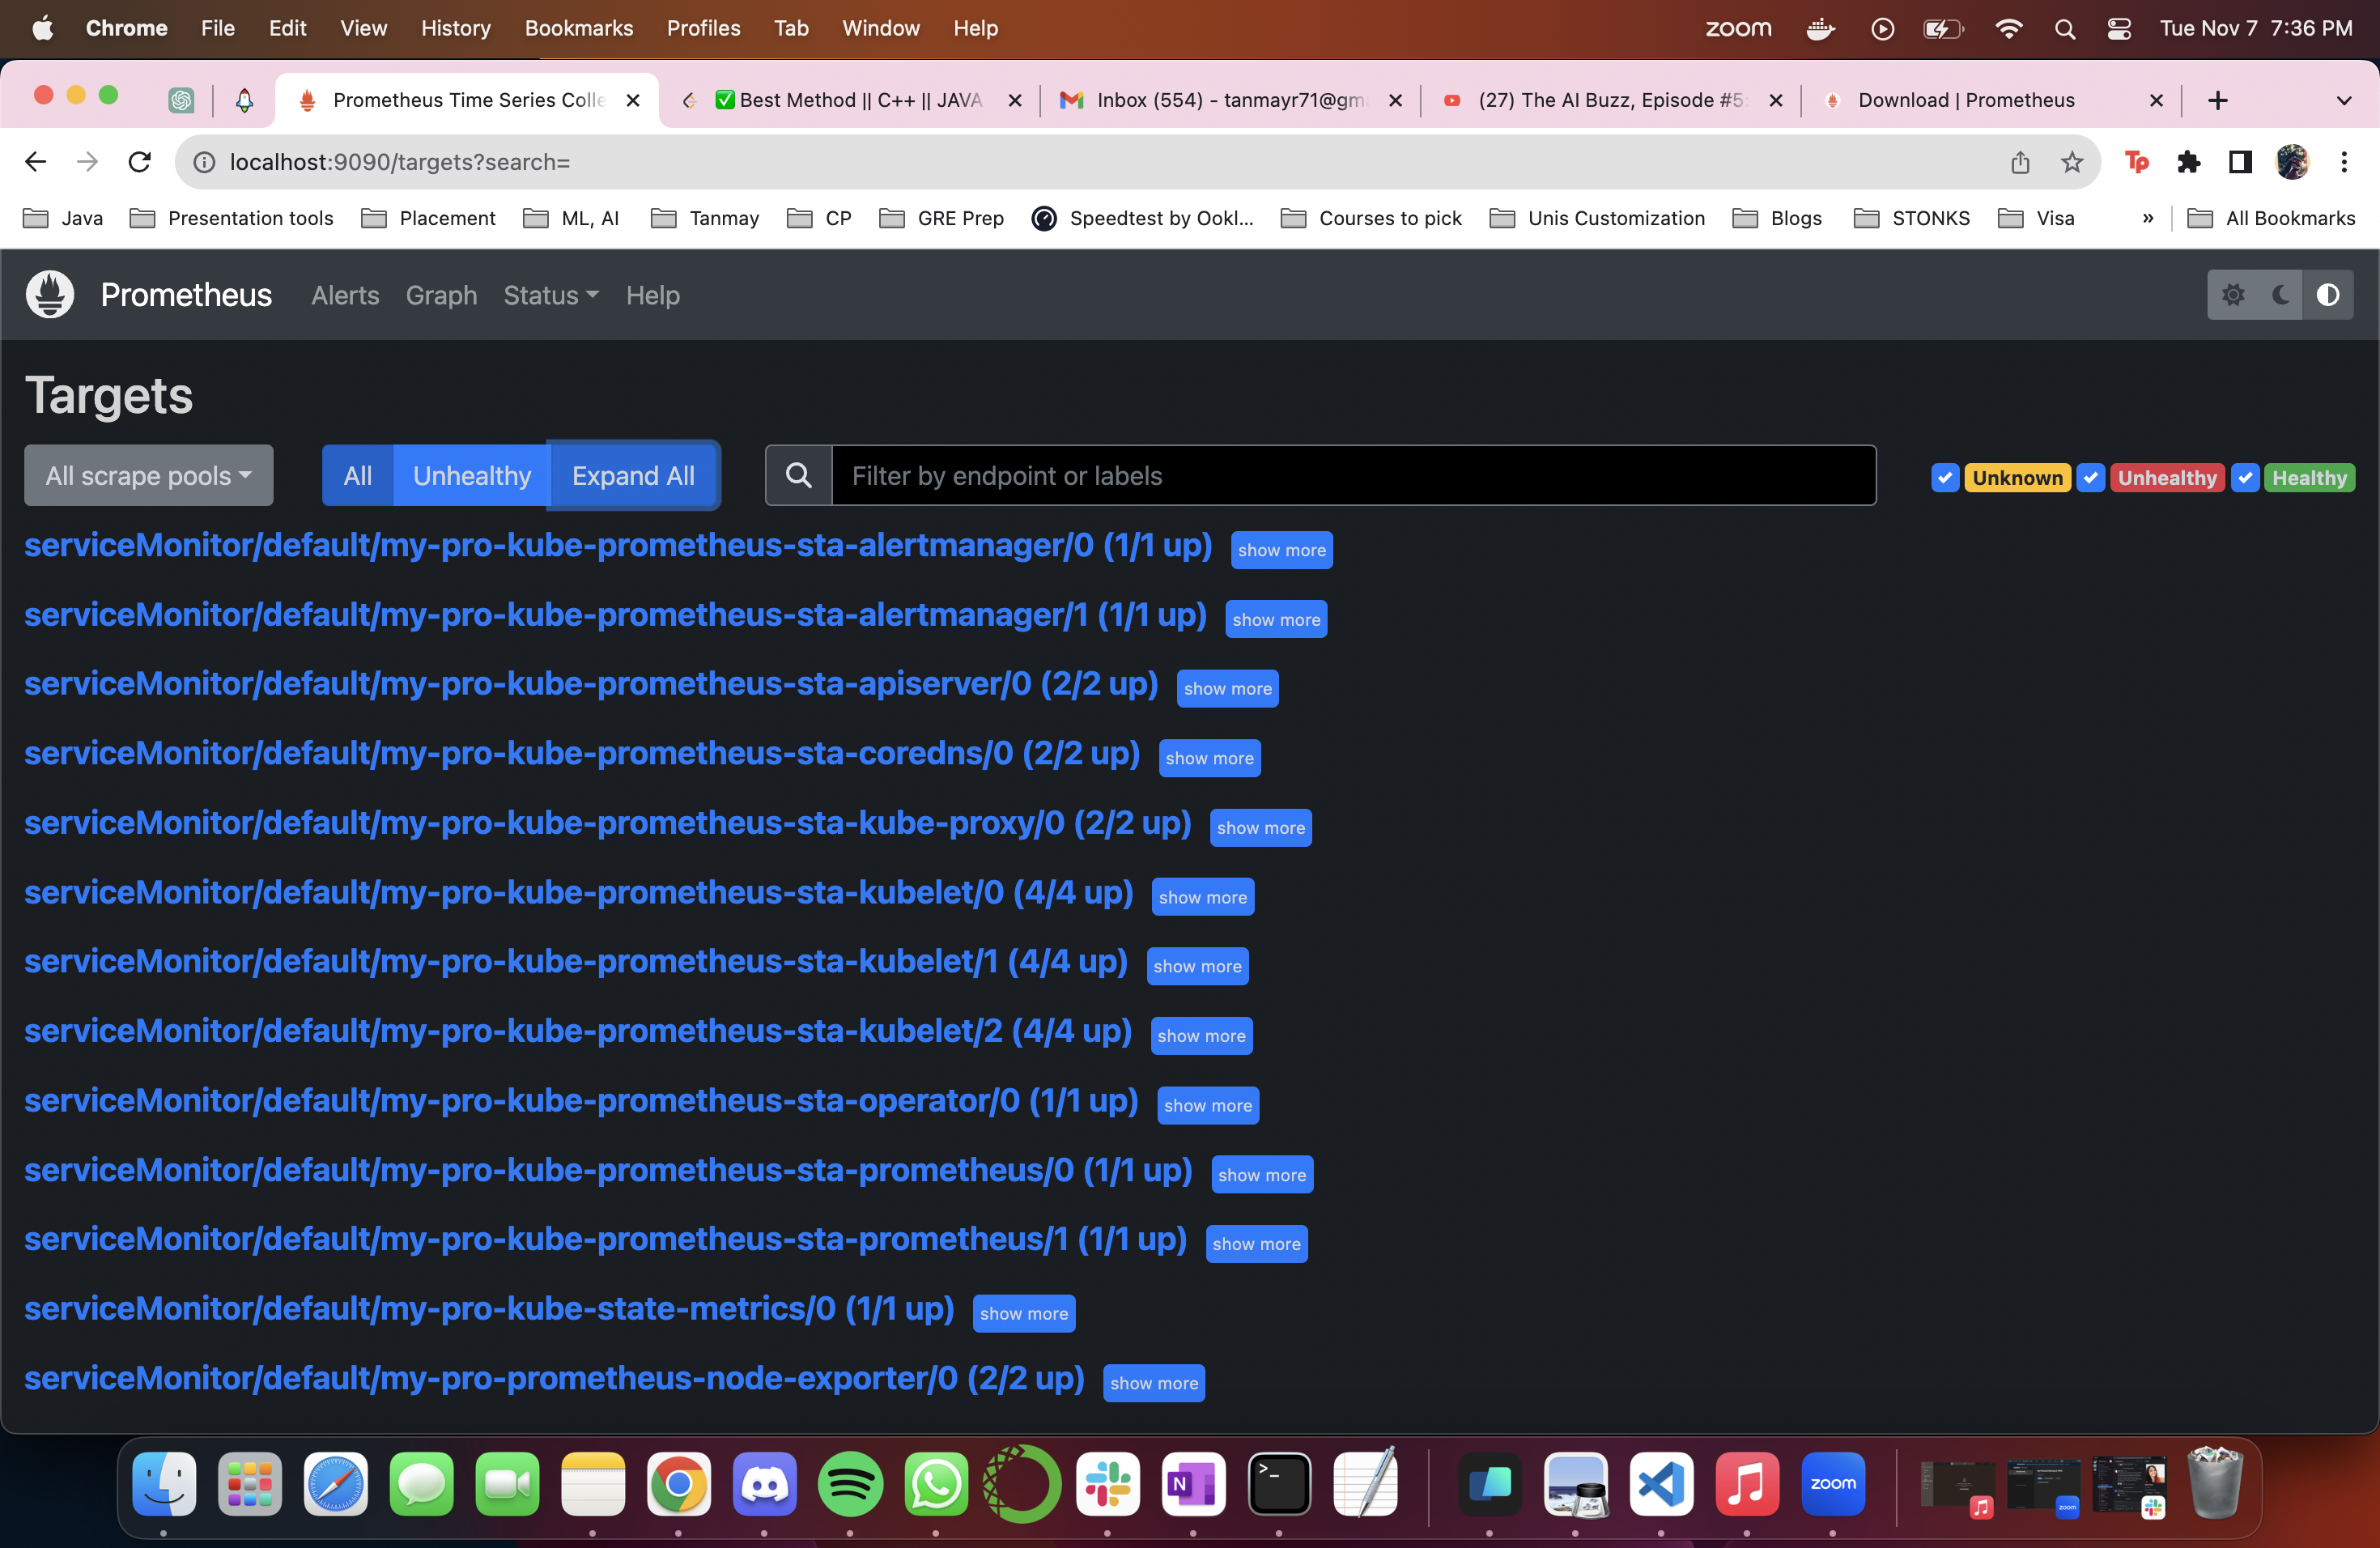 Chrome File Edit View History Bookmarks Profiles Tab Window Help zoom Tue Nov 7 7:36 PM
Prometheus Time Series Colle Best Method || C++ || JAVA Inbox (554) - tanmayr71@gm (27) The AI Buzz, Episode #5 Download | Prometheus
localhost:9090/targets?search= Tp
Java Presentation tools Placement ML, AI Tanmay CP GRE Prep Speedtest by Ookl... Courses to pick Unis Customization Blogs STONKS Visa » All Bookmarks
Prometheus Alerts Graph Status Help
Targets
All scrape pools All Unhealthy Expand All Filter by endpoint or labels Unknown Unhealthy Healthy
serviceMonitor/default/my-pro-kube-prometheus-sta-alertmanager/0 (1/1 up) show more
serviceMonitor/default/my-pro-kube-prometheus-sta-alertmanager/1 (1/1 up) show more
serviceMonitor/default/my-pro-kube-prometheus-sta-apiserver/0 (2/2 up) show more
serviceMonitor/default/my-pro-kube-prometheus-sta-coredns/0 (2/2 up) show more
serviceMonitor/default/my-pro-kube-prometheus-sta-kube-proxy/0 (2/2 up) show more
serviceMonitor/default/my-pro-kube-prometheus-sta-kubelet/0 (4/4 up) show more
serviceMonitor/default/my-pro-kube-prometheus-sta-kubelet/1 (4/4 up) show more
serviceMonitor/default/my-pro-kube-prometheus-sta-kubelet/2 (4/4 up) show more
serviceMonitor/default/my-pro-kube-prometheus-sta-operator/0 (1/1 up) show more
serviceMonitor/default/my-pro-kube-prometheus-sta-prometheus/0 (1/1 up) show more
serviceMonitor/default/my-pro-kube-prometheus-sta-prometheus/1 (1/1 up) show more
serviceMonitor/default/my-pro-kube-state-metrics/0 (1/1 up) show more
serviceMonitor/default/my-pro-prometheus-node-exporter/0 (2/2 up) show more
N >_ zoom zoom